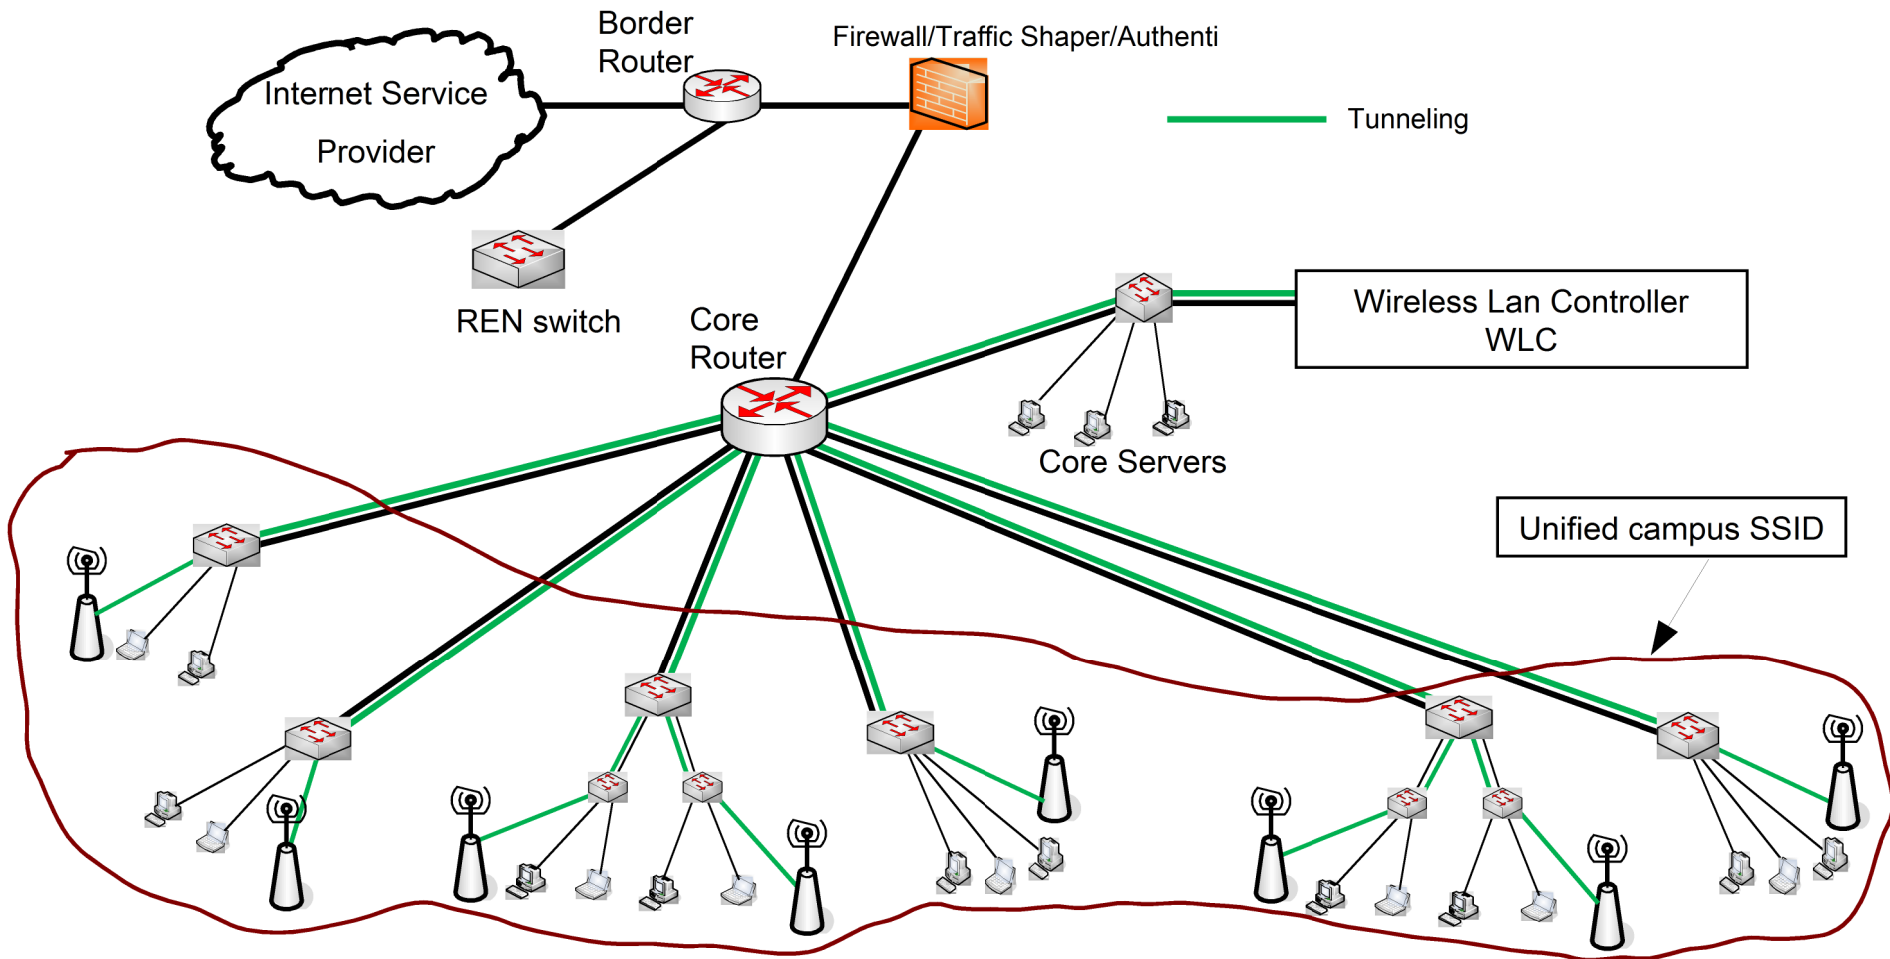 Border
Router
Firewall/Traffic Shaper/Authenti
Internet Service
Provider
Tunneling
REN switch
Core
Router
Wireless Lan Controller
WLC
Core Servers
Unified campus SSID